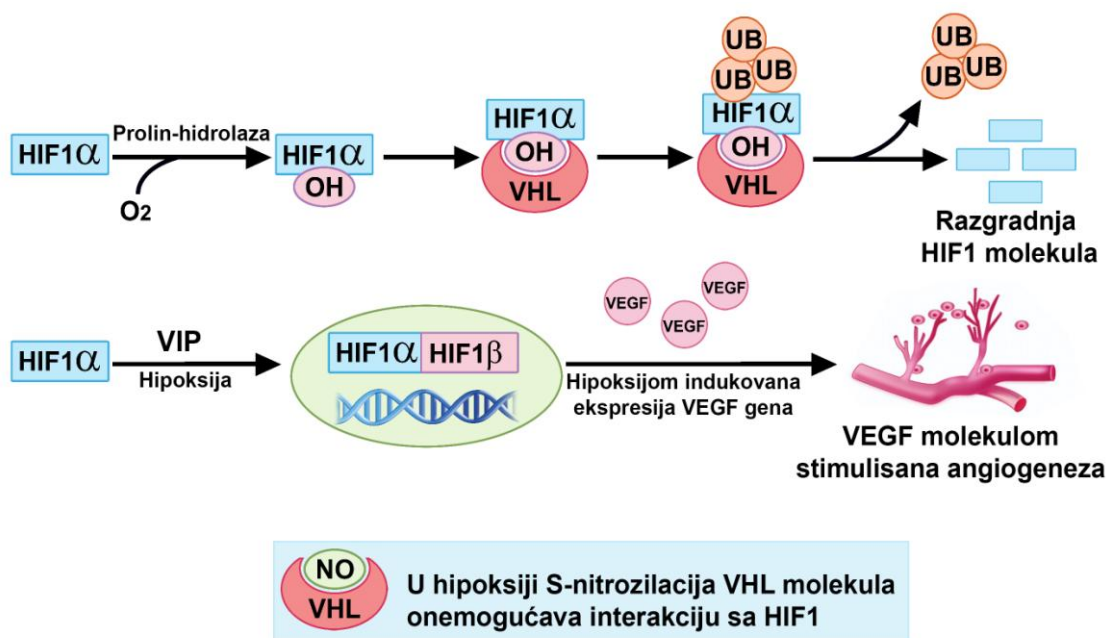 Prolin-hidrolaza
HIF1α
O2
HIF1α
OH
HIF1α
OH
VHL
UB
UB UB
HIF1α
OH
VHL
UB
UB UB
Razgradnja
HIF1 molekula
HIF1α
VIP
Hipoksija
HIF1α HIF1β
VEGF
VEGF
VEGF
Hipoksijom indukovana
ekspresija VEGF gena
VEGF molekulom
stimulisana angiogeneza
NO
VHL
U hipoksiji S-nitrozilacija VHL molekula
onemogućava interakciju sa HIF1